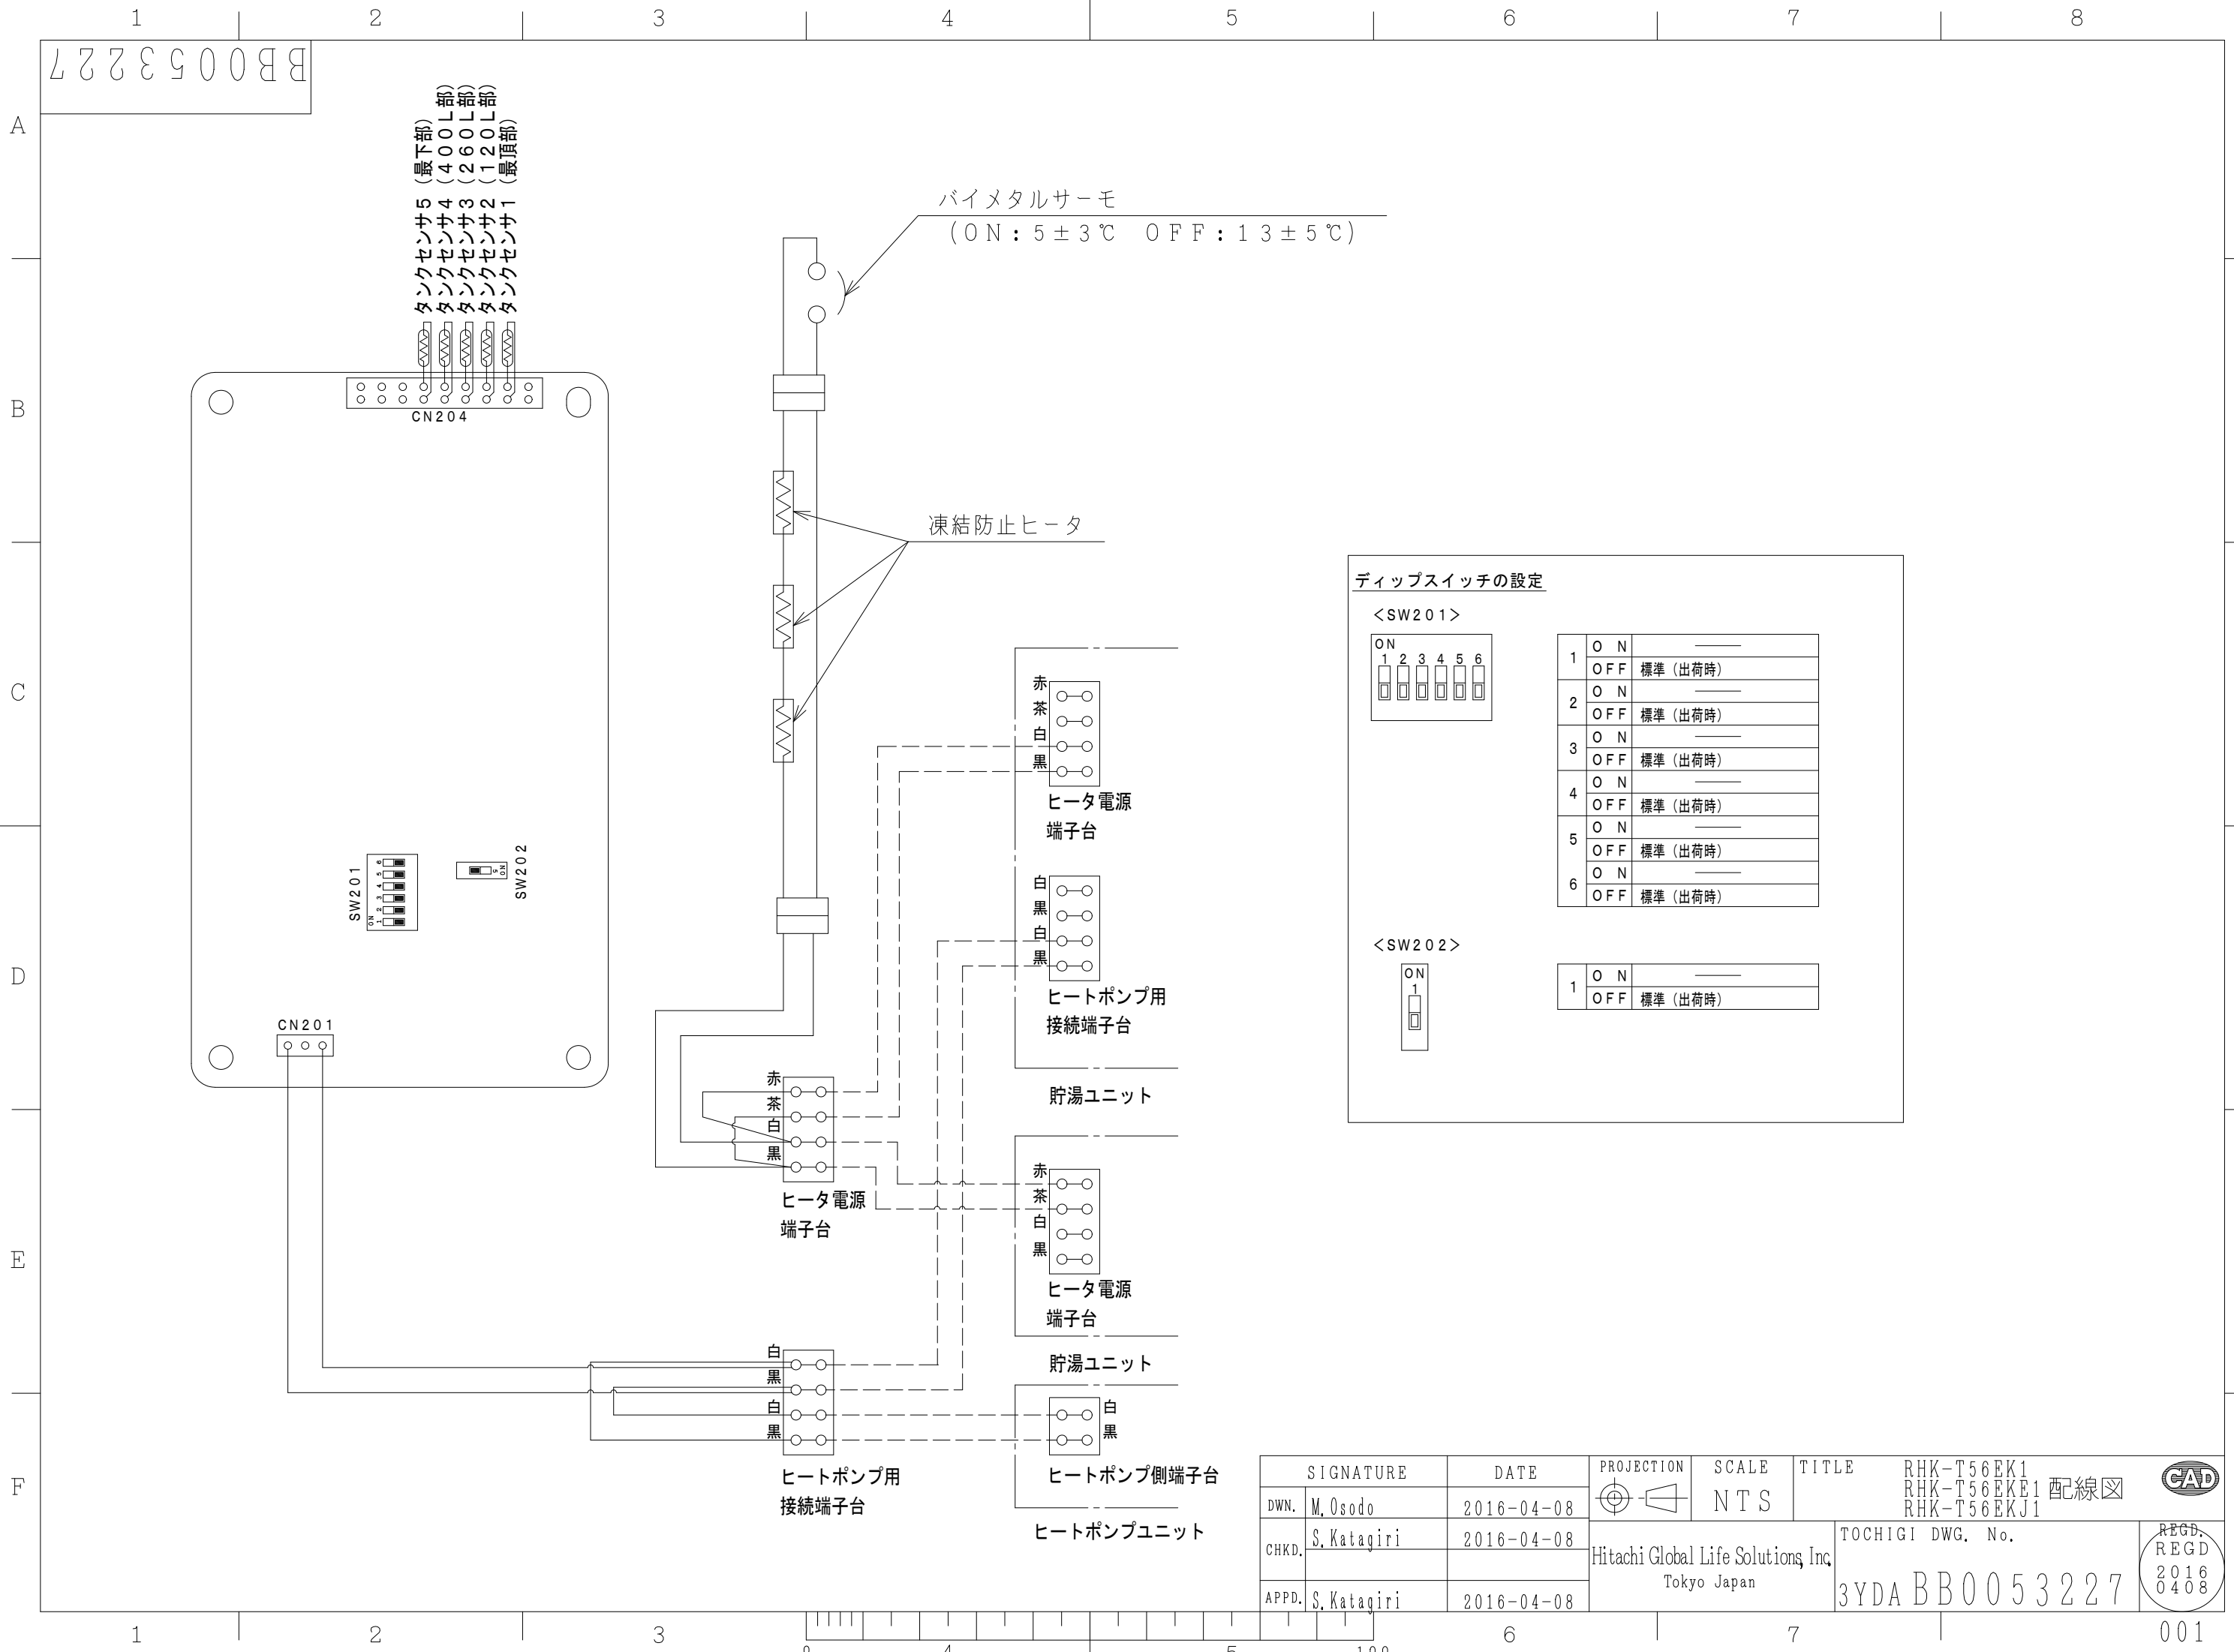 1 2 3 4 5 6 7 8
BB0053227
A
B
C
D
E
F
タンクセンサ5（最下部）
タンクセンサ4（400L部）
タンクセンサ3（260L部）
タンクセンサ2（120L部）
タンクセンサ1（最頂部）
CN204
バイメタルサーモ
(ON:5±3℃ OFF:13±5℃)
凍結防止ヒータ
SW201
ON
1 2 3 4 5 6
SW202
ON
CN201
赤
茶
白
黒
ヒータ電源
端子台
白
黒
白
黒
ヒートポンプ用
接続端子台
貯湯ユニット
赤
茶
白
黒
ヒータ電源
端子台
赤
茶
白
黒
ヒータ電源
端子台
貯湯ユニット
白
黒
白
黒
ヒートポンプ用
接続端子台
白
黒
ヒートポンプ側端子台
ヒートポンプユニット
ディップスイッチの設定
<SW201>
ON
1 2 3 4 5 6
1 ON ――
OFF 標準（出荷時）
2 ON ――
OFF 標準（出荷時）
3 ON ――
OFF 標準（出荷時）
4 ON ――
OFF 標準（出荷時）
5 ON ――
OFF 標準（出荷時）
6 ON ――
OFF 標準（出荷時）
<SW202>
ON
1
1 ON ――
OFF 標準（出荷時）
SIGNATURE DATE
DWN. M.Osodo 2016-04-08
CHKD. S.Katagiri 2016-04-08
APPD. S.Katagiri 2016-04-08
PROJECTION
SCALE
NTS
TITLE
RHK-T56EK1
RHK-T56EKE1 配線図
RHK-T56EKJ1
CAD
Hitachi Global Life Solutions, Inc.
Tokyo Japan
TOCHIGI DWG. No.
3YDA BB0053227
REGD.
REGD
2016
0408
1 2 3 4 5 6 7
001